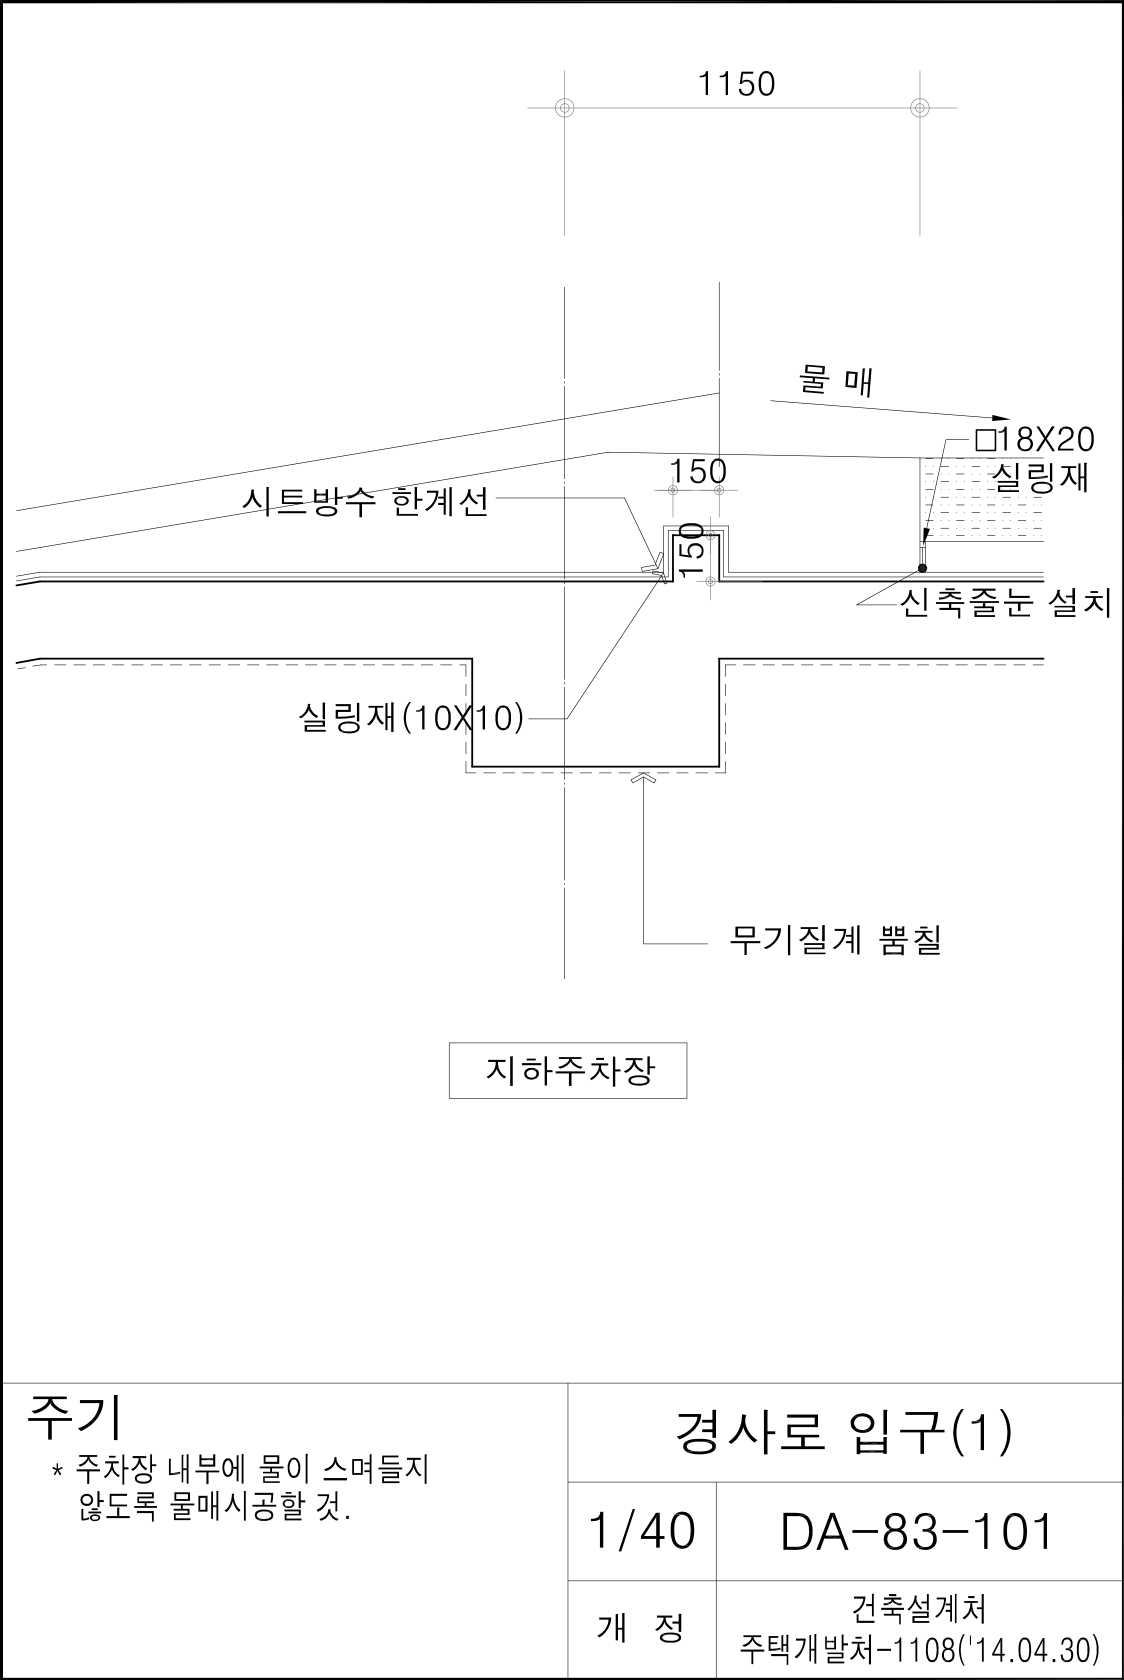 1150
물 매
□18X20
실링재
150
시트방수 한계선
150
신축줄눈 설치
실링재(10X10)
무기질계 뿜칠
지하주차장
주기
* 주차장 내부에 물이 스며들지
않도록 물매시공할 것.
경사로 입구(1)
1/40
DA-83-101
개 정
건축설계처
주택개발처-1108('14.04.30)